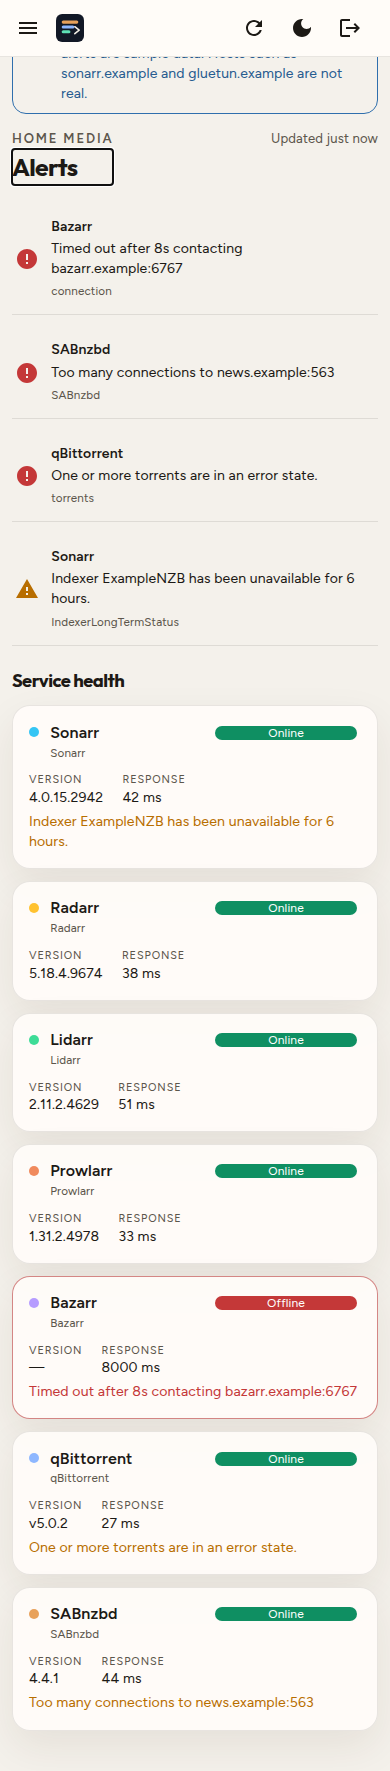 sonarr.example and gluetun.example are not
real.
HOME MEDIA
Updated just now
Alerts
Bazarr
Timed out after 8s contacting
bazarr.example:6767
connection
SABnzbd
Too many connections to news.example:563
SABnzbd
qBittorrent
One or more torrents are in an error state.
torrents
Sonarr
Indexer ExampleNZB has been unavailable for 6
hours.
IndexerLongTermStatus
Service health
Sonarr
Online
Sonarr
VERSION RESPONSE
4.0.15.2942 42 ms
Indexer ExampleNZB has been unavailable for 6
hours.
Radarr
Online
Radarr
VERSION RESPONSE
5.18.4.9674 38 ms
Lidarr
Online
Lidarr
VERSION RESPONSE
2.11.2.4629 51 ms
Prowlarr
Online
Prowlarr
VERSION RESPONSE
1.31.2.4978 33 ms
Bazarr
Offline
Bazarr
VERSION RESPONSE
— 8000 ms
Timed out after 8s contacting bazarr.example:6767
qBittorrent
Online
qBittorrent
VERSION RESPONSE
v5.0.2 27 ms
One or more torrents are in an error state.
SABnzbd
Online
SABnzbd
VERSION RESPONSE
4.4.1 44 ms
Too many connections to news.example:563